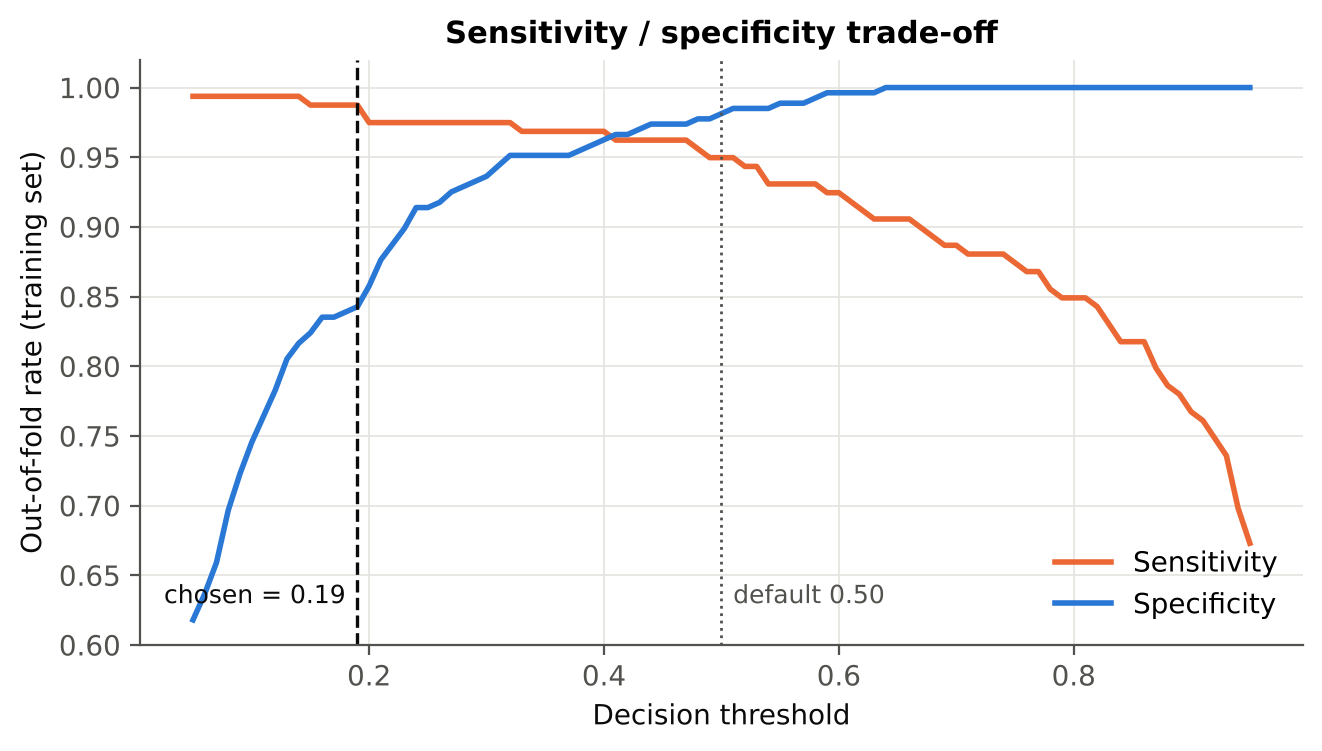 Sensitivity / specificity trade-off
Out-of-fold rate (training set)
1.00
0.95
0.90
0.85
0.80
0.75
0.70
0.65
0.60
chosen = 0.19
default 0.50
Sensitivity
Specificity
0.2
0.4
0.6
0.8
Decision threshold